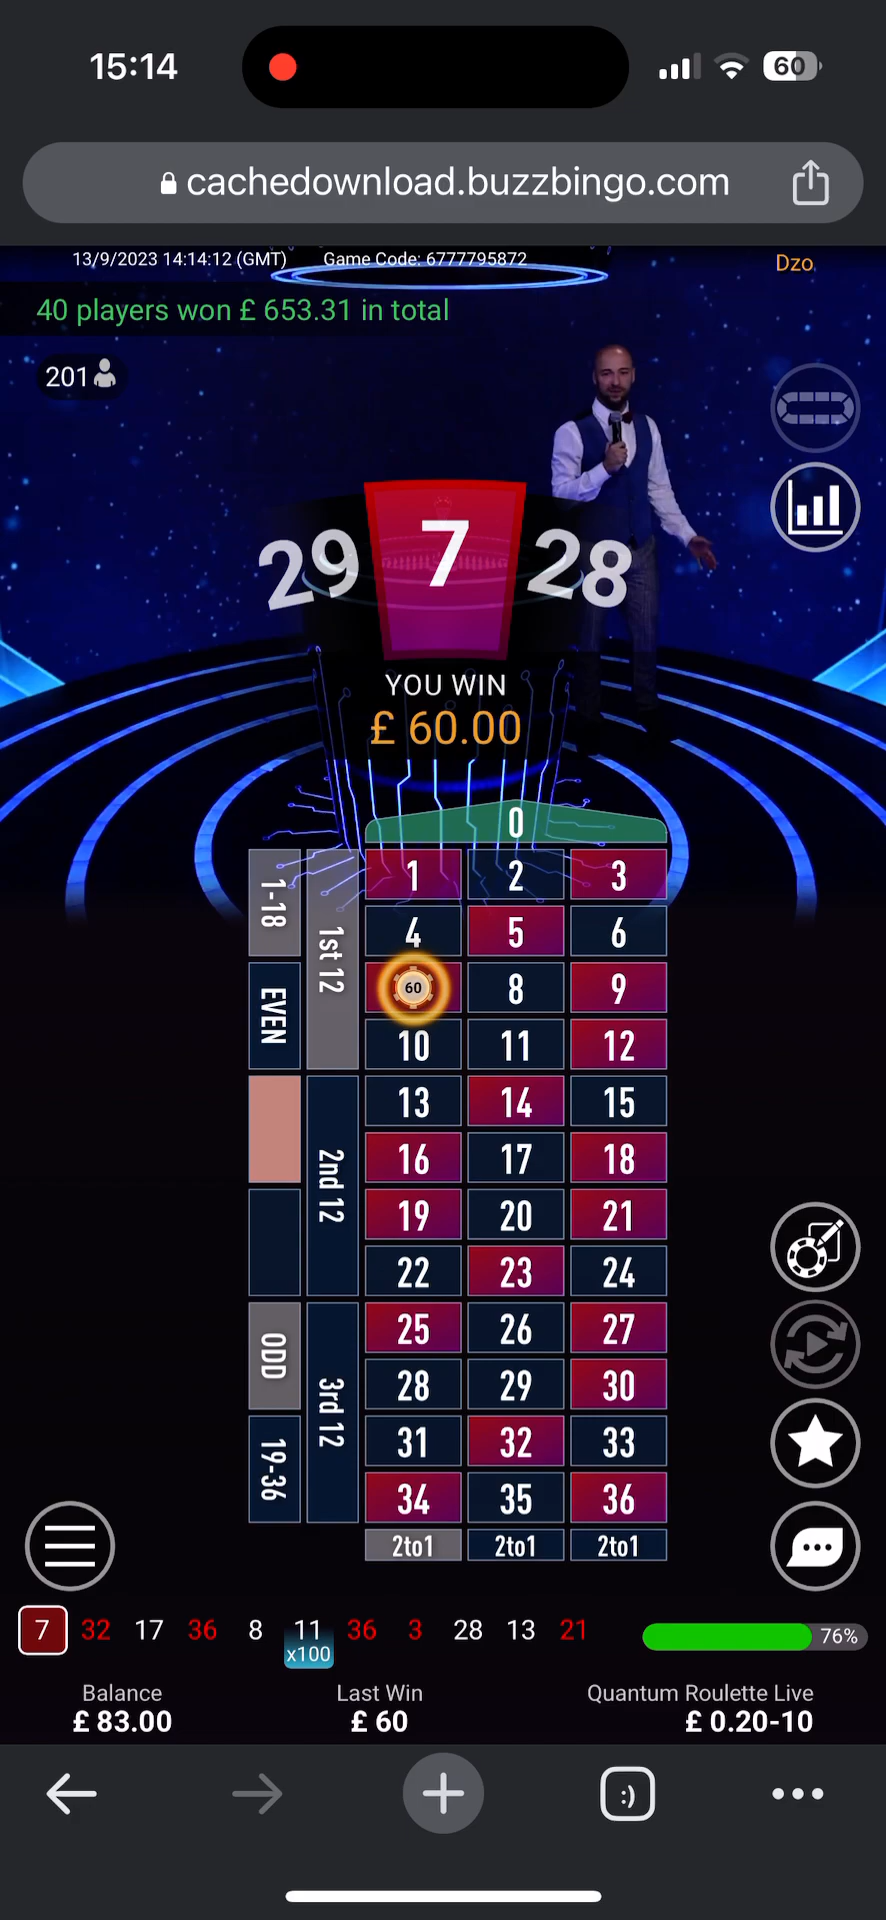 15:14
60
cachedownload.buzzbingo.com
13/9/2023 14:14:12 (GMT) Game Code: 6777795872
Dzo
40 players won £ 653.31 in total
201
29 7 28
YOU WIN
£ 60.00
0
1-18
1st 12
1 2 3
4 5 6
EVEN
60 8 9
10 11 12
2nd 12
13 14 15
16 17 18
19 20 21
22 23 24
ODD
3rd 12
25 26 27
28 29 30
19-36
31 32 33
34 35 36
2to1 2to1 2to1
7 32 17 36 8 11 36 3 28 13 21
x100
76%
Balance Last Win Quantum Roulette Live
£ 83.00 £ 60 £ 0.20-10
:)